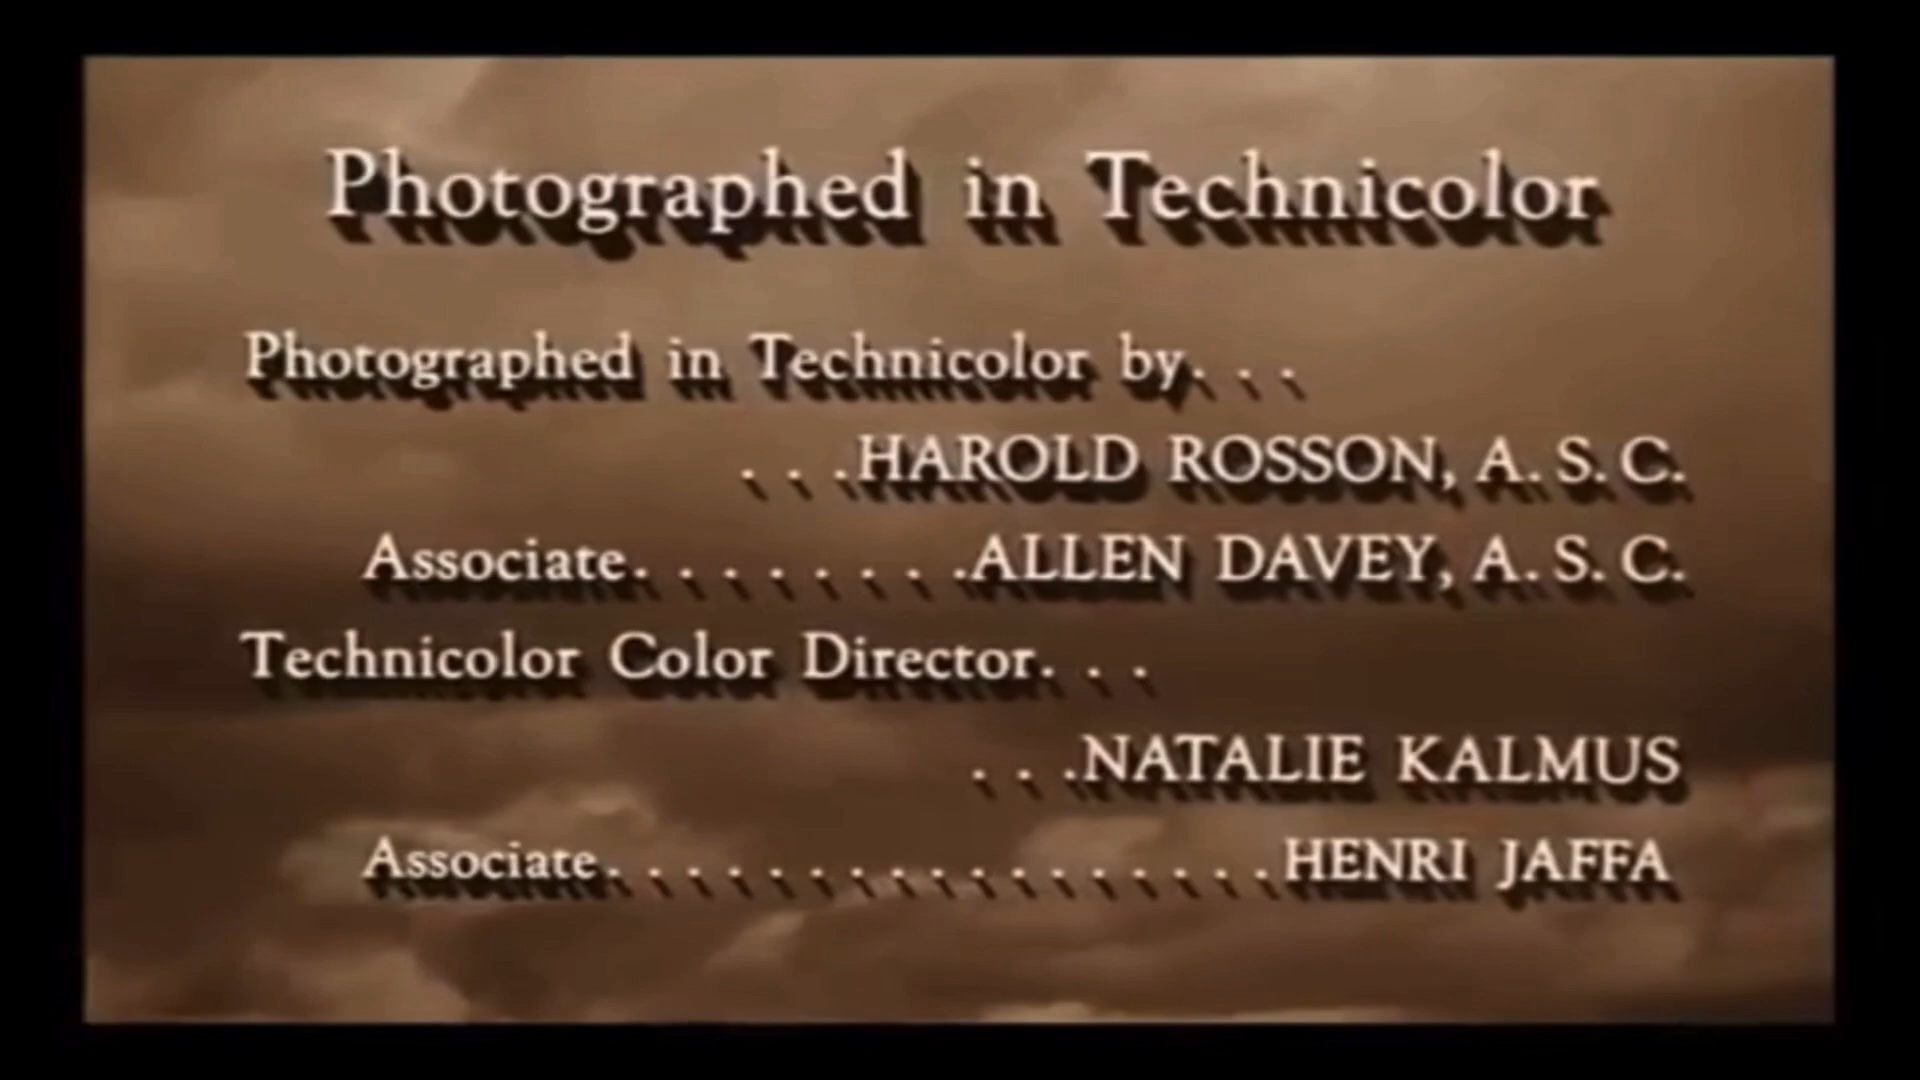 Photographed in Technicolor
Photographed in Technicolor by. . .
. . .HAROLD ROSSON, A. S. C.
Associate. . . . . . . . .ALLEN DAVEY, A. S. C.
Technicolor Color Director. . .
. . .NATALIE KALMUS
Associate. . . . . . . . . . . . . . . . .HENRI JAFFA